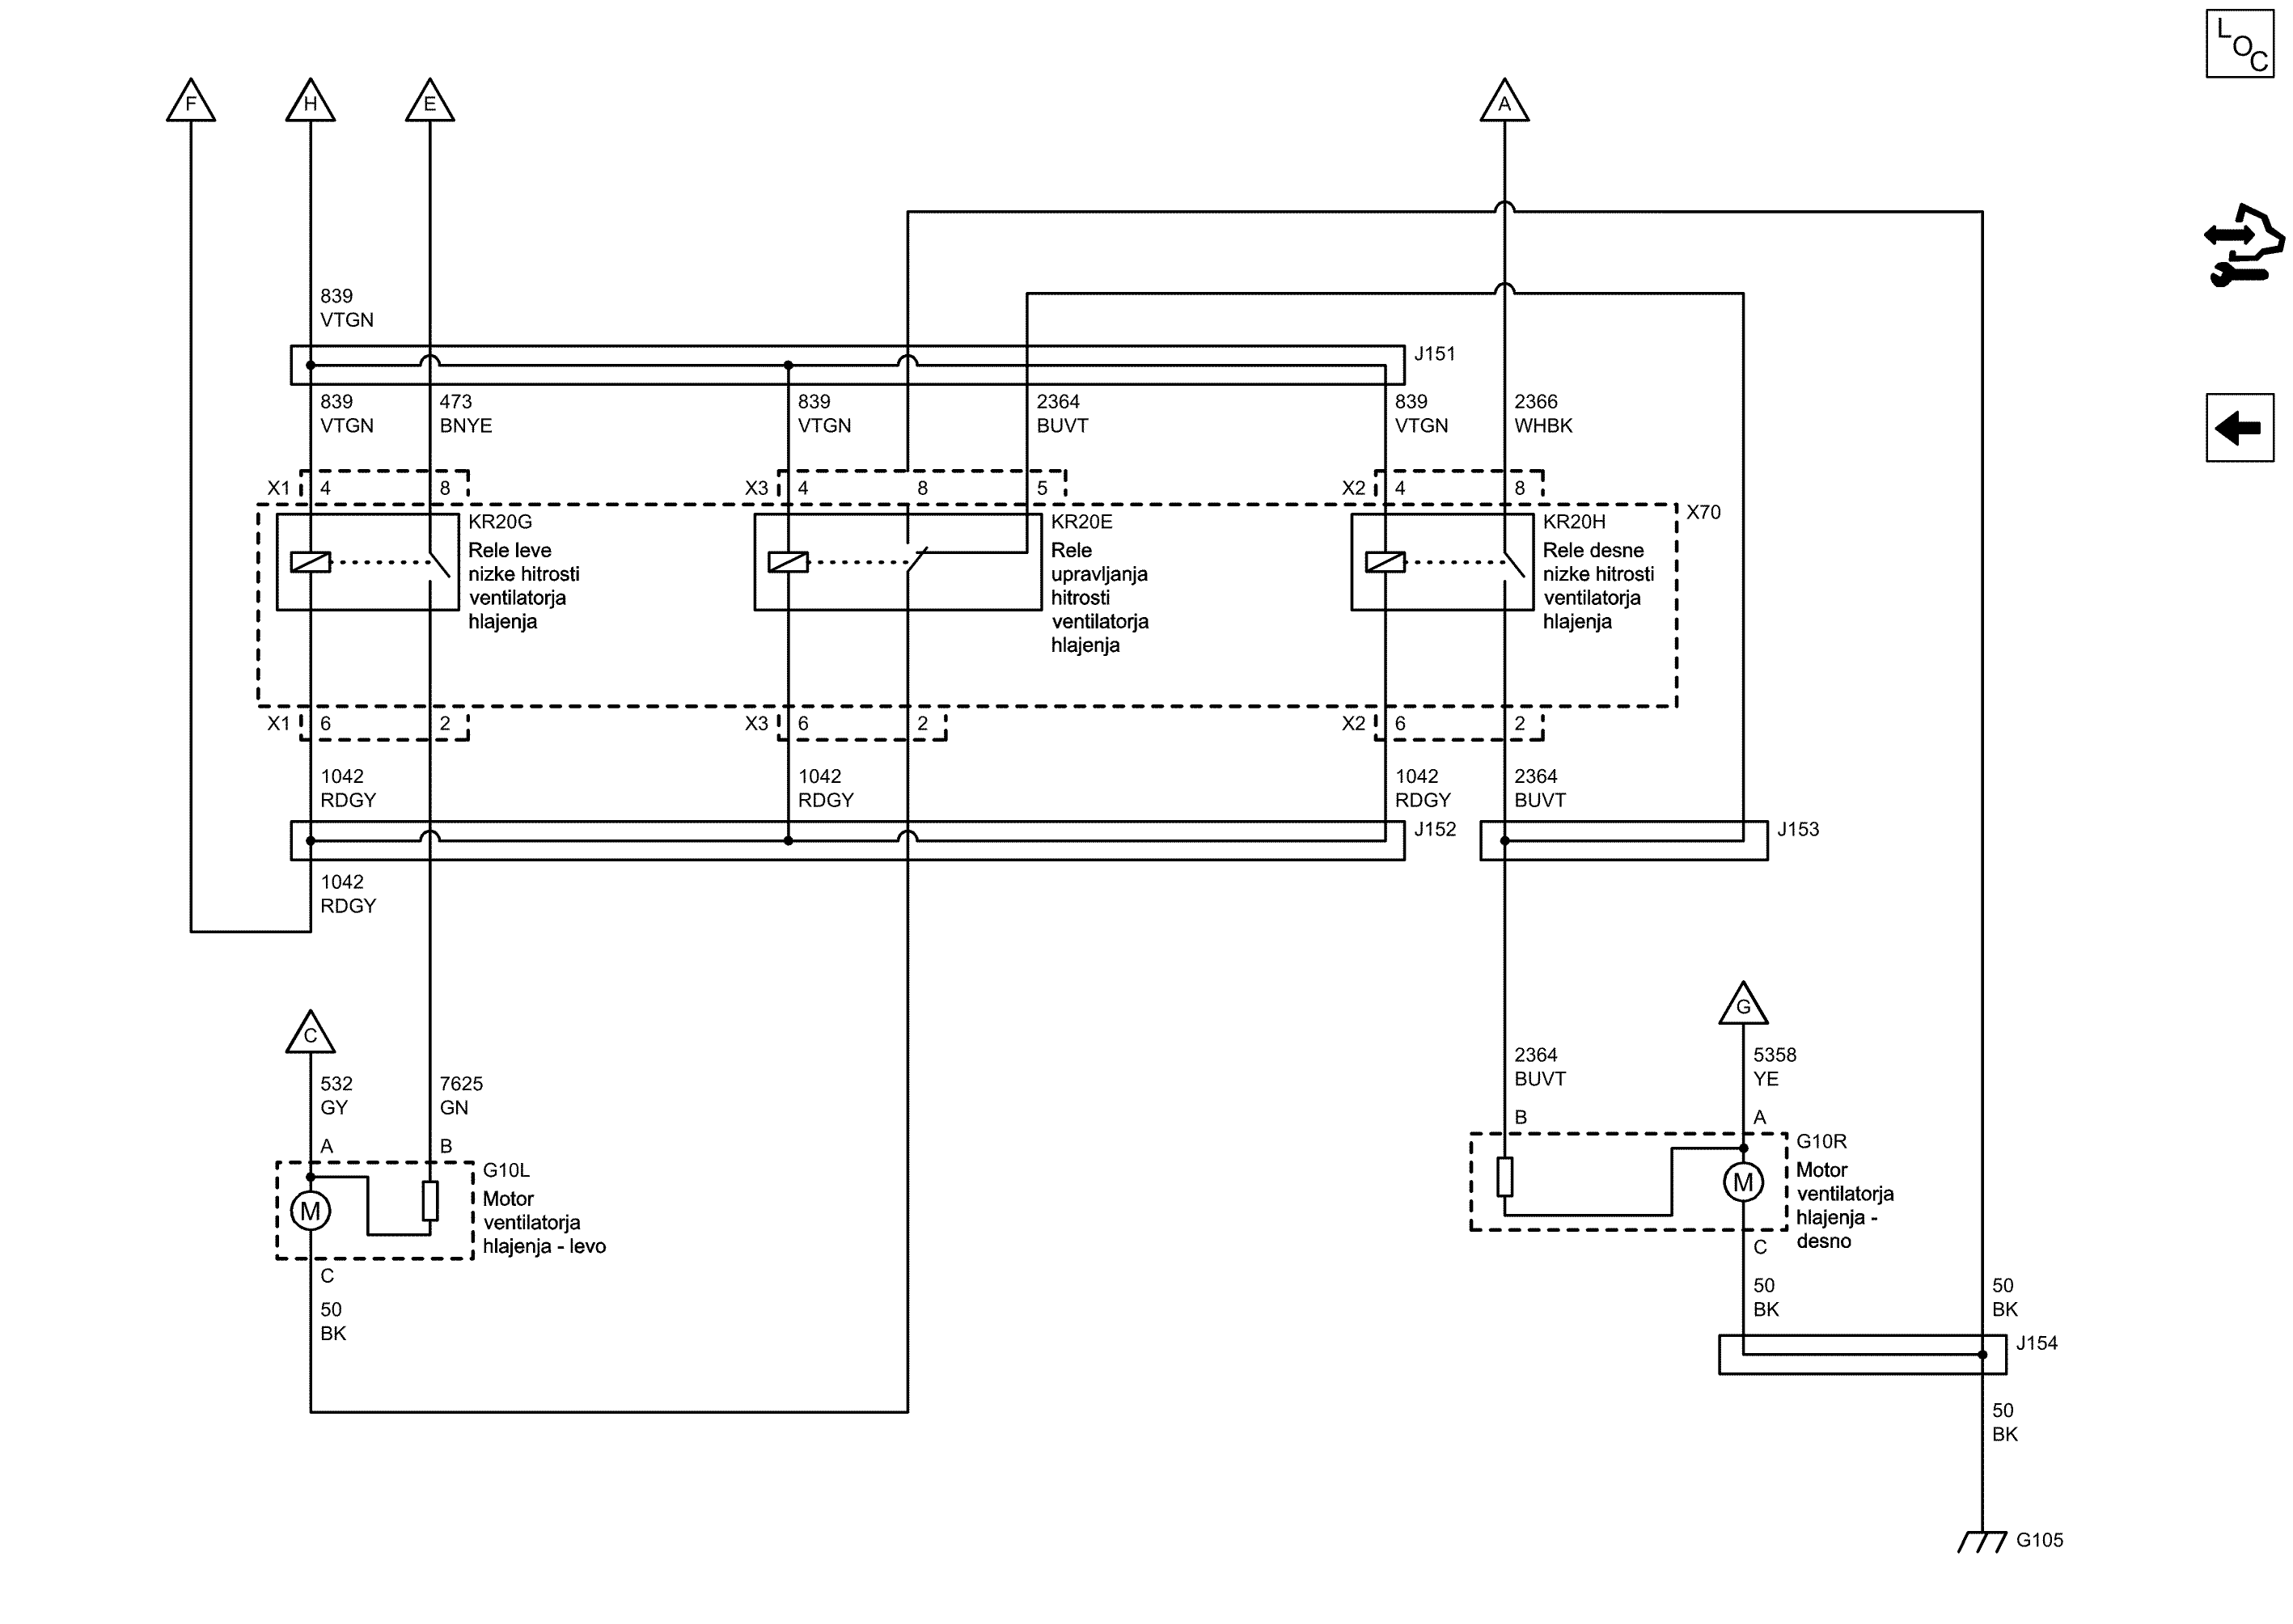 L
O
C
F
H
E
A
839
VTGN
J151
839
VTGN
473
BNYE
839
VTGN
2364
BUVT
839
VTGN
2366
WHBK
X1 4 8
X3 4 8 5
X2 4 8
X70
KR20G
Rele leve
nizke hitrosti
ventilatorja
hlajenja
KR20E
Rele
upravljanja
hitrosti
ventilatorja
hlajenja
KR20H
Rele desne
nizke hitrosti
ventilatorja
hlajenja
X1 6 2
X3 6 2
X2 6 2
1042
RDGY
1042
RDGY
1042
RDGY
2364
BUVT
J152
J153
1042
RDGY
C
G
532
GY
7625
GN
2364
BUVT
5358
YE
A
B
B
A
G10L
Motor
ventilatorja
hlajenja - levo
M
C
50
BK
G10R
Motor
ventilatorja
hlajenja -
desno
M
C
50
BK
50
BK
J154
50
BK
G105